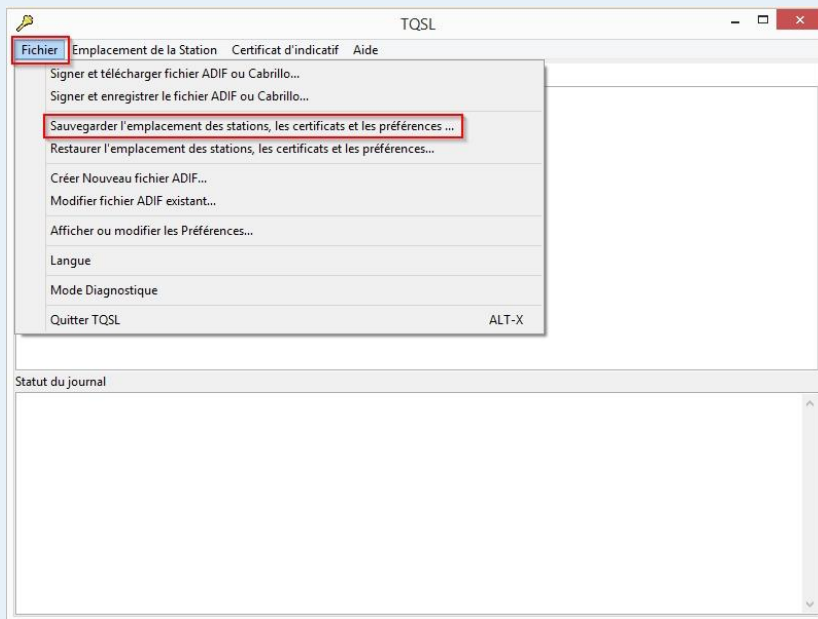 TQSL
Fichier Emplacement de la Station Certificat d'indicatif Aide
Signer et télécharger fichier ADIF ou Cabrillo...
Signer et enregistrer le fichier ADIF ou Cabrillo...
Sauvegarder l'emplacement des stations, les certificats et les préférences ...
Restaurer l'emplacement des stations, les certificats et les préférences...
Créer Nouveau fichier ADIF...
Modifier fichier ADIF existant...
Afficher ou modifier les Préférences...
Langue
Mode Diagnostique
Quitter TQSL ALT-X
Statut du journal